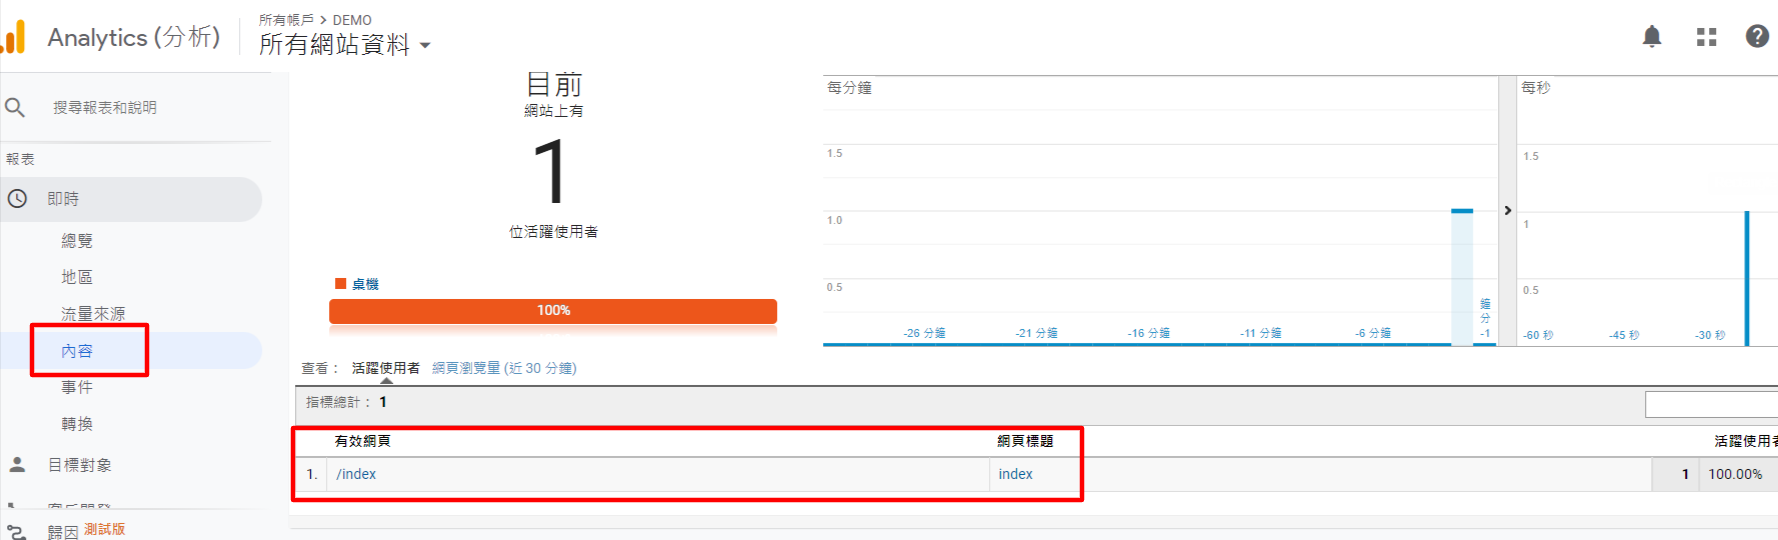 Analytics (分析)
所有帳戶 > DEMO
所有網站資料
搜尋報表和說明
報表
即時
總覽
地區
流量來源
內容
事件
轉換
目標對象
歸因 測試版
目前
網站上有
1
位活躍使用者
桌機
100%
每分鐘
1.5
1.0
0.5
-26 分鐘
-21 分鐘
-16 分鐘
-11 分鐘
-6 分鐘
鐘
分
-1
每秒
1.5
1
0.5
-60 秒
-45 秒
-30 秒
查看： 活躍使用者 網頁瀏覽量 (近 30 分鐘)
指標總計： 1
有效網頁 網頁標題 活躍使用者
1. /index index 1 100.00%